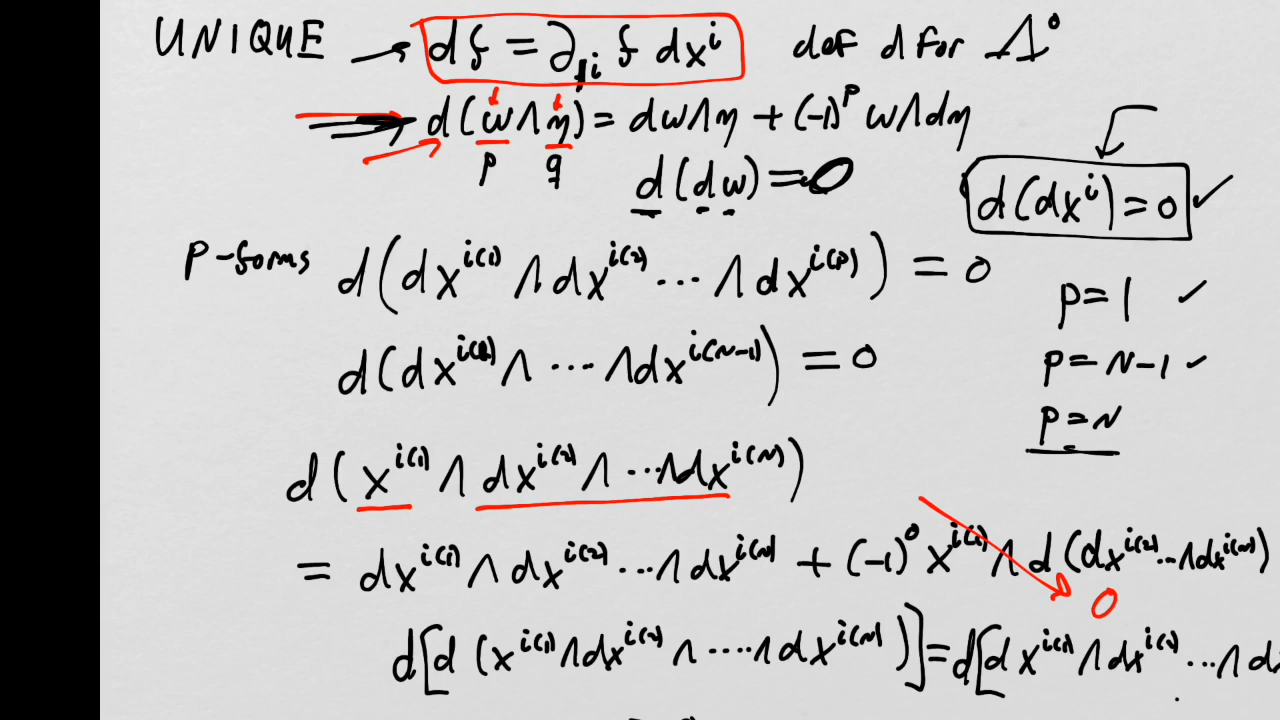 UNIQUE → df = ∂_{,i} f dx^i def d for Λ^0
d(ω∧η) = dω∧η + (-1)^p ω∧dη
p q d(dω) = 0 d(dx^i) = 0 ✓
p-forms d(dx^{i(1)} ∧ dx^{i(2)} ... ∧ dx^{i(p)}) = 0
p=1 ✓
d(dx^{i(1)} ∧ ... ∧ dx^{i(N-1)}) = 0 p = N-1 ✓
p=N
d(x^{i(1)} ∧ dx^{i(2)} ∧ ...∧dx^{i(N)})
= dx^{i(1)} ∧ dx^{i(2)} ...∧ dx^{i(N)} + (-1)^0 x^{i(1)} ∧ d(dx^{i(2)} ...∧dx^{i(N)})
0
d[d (x^{i(1)} ∧dx^{i(2)} ∧ ....∧ dx^{i(N)})] = d[dx^{i(1)} ∧ dx^{i(2)} ...∧ d